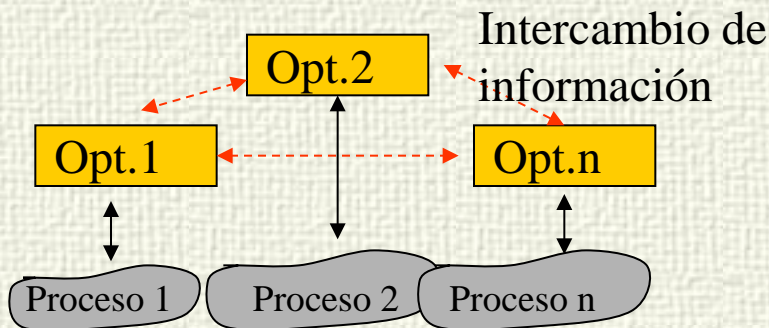 Intercambio de
información
Opt.2
Opt.1
Opt.n
Proceso 1
Proceso 2
Proceso n